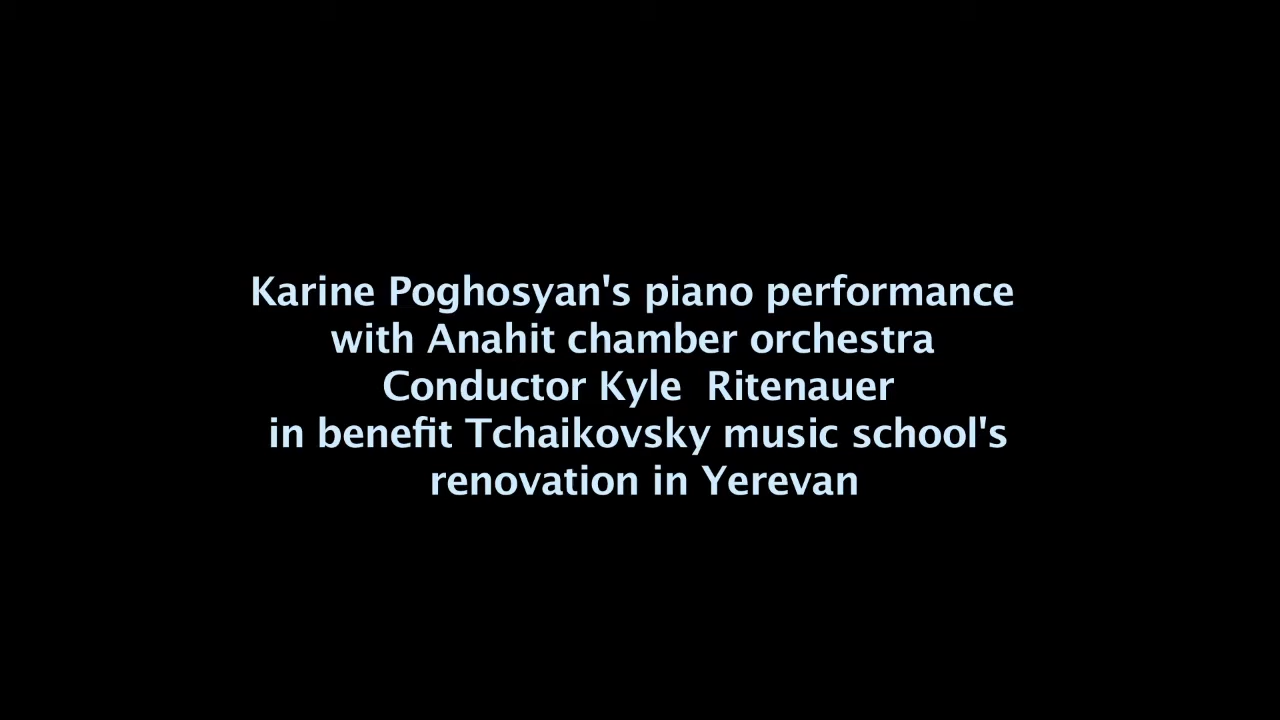 Karine Poghosyan's piano performance
with Anahit chamber orchestra
Conductor Kyle  Ritenauer
in benefit Tchaikovsky music school's
renovation in Yerevan